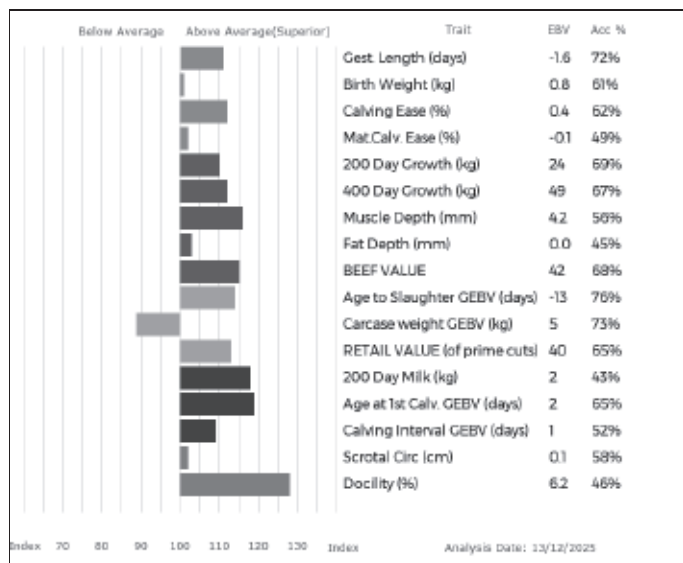 Below Average Above Average(Superior) Trait EBV Acc %
Gest. Length (days) -1.6 72%
Birth Weight (kg) 0.8 61%
Calving Ease (%) 0.4 62%
Mat.Calv. Ease (%) -0.1 49%
200 Day Growth (kg) 24 69%
400 Day Growth (kg) 49 67%
Muscle Depth (mm) 4.2 56%
Fat Depth (mm) 0.0 45%
BEEF VALUE 42 68%
Age to Slaughter GEBV (days) -13 76%
Carcase weight GEBV (kg) 5 73%
RETAIL VALUE (of prime cuts) 40 65%
200 Day Milk (kg) 2 43%
Age at 1st Calv. GEBV (days) 2 65%
Calving Interval GEBV (days) 1 52%
Scrotal Circ (cm) 0.1 58%
Docility (%) 6.2 46%
Index 70 80 90 100 110 120 130 Index Analysis Date: 13/12/2025